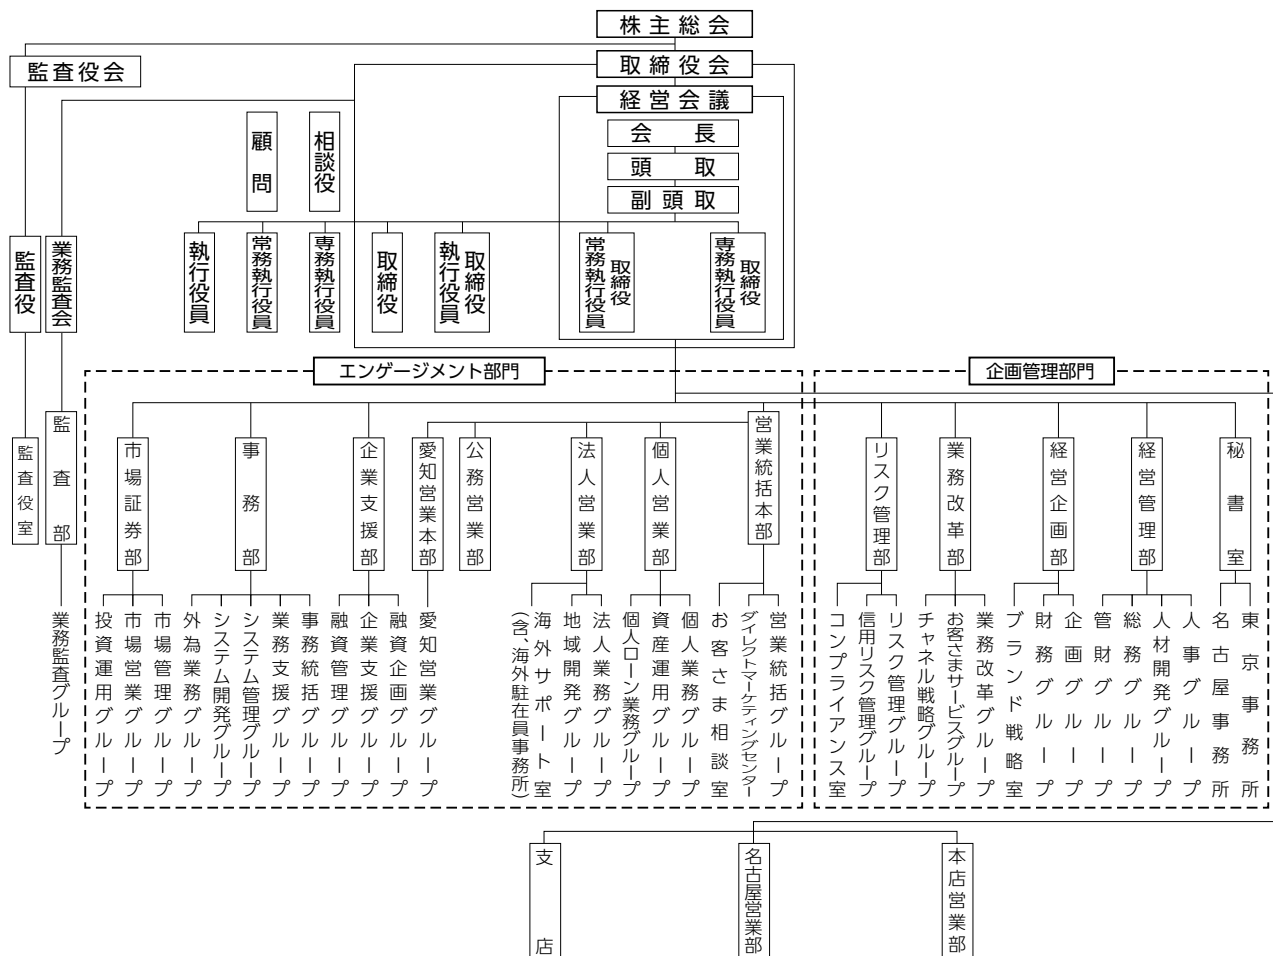 株主総会
監査役会
取締役会
経営会議
会長
頭取
副頭取
顧問
相談役
監査役
業務監査会
執行役員
常務執行役員
専務執行役員
取締役
取締役
執行役員
取締役
常務執行役員
取締役
専務執行役員
エンゲージメント部門
企画管理部門
監査役室
監査部
市場証券部
事務部
企業支援部
愛知営業本部
公務営業部
法人営業部
個人営業部
営業統括本部
リスク管理部
業務改革部
経営企画部
経営管理部
秘書室
業務監査グループ
投資運用グループ
市場営業グループ
市場管理グループ
外為業務グループ
システム開発グループ
システム管理グループ
業務支援グループ
事務統括グループ
融資管理グループ
企業支援グループ
融資企画グループ
愛知営業グループ
海外サポート室
(含、海外駐在員事務所)
地域開発グループ
法人業務グループ
個人ローン業務グループ
資産運用グループ
個人業務グループ
お客さま相談室
ダイレクトマーケティングセンター
営業統括グループ
コンプライアンス室
信用リスク管理グループ
リスク管理グループ
チャネル戦略グループ
お客さまサービスグループ
業務改革グループ
ブランド戦略室
財務グループ
企画グループ
管財グループ
総務グループ
人材開発グループ
人事グループ
名古屋事務所
東京事務所
支店
名古屋営業部
本店営業部